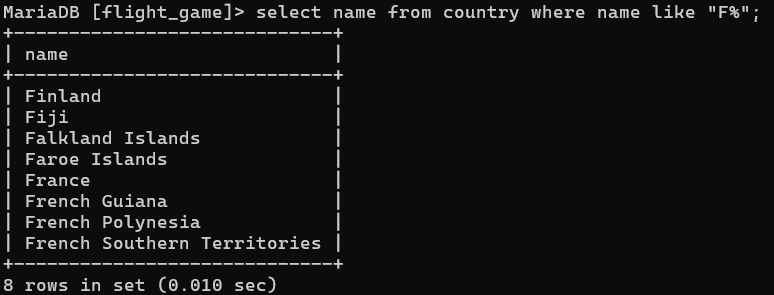 MariaDB [flight_game]> select name from country where name like "F%";
+-----------------------------+
| name                        |
+-----------------------------+
| Finland                     |
| Fiji                        |
| Falkland Islands            |
| Faroe Islands               |
| France                      |
| French Guiana               |
| French Polynesia            |
| French Southern Territories |
+-----------------------------+
8 rows in set (0.010 sec)